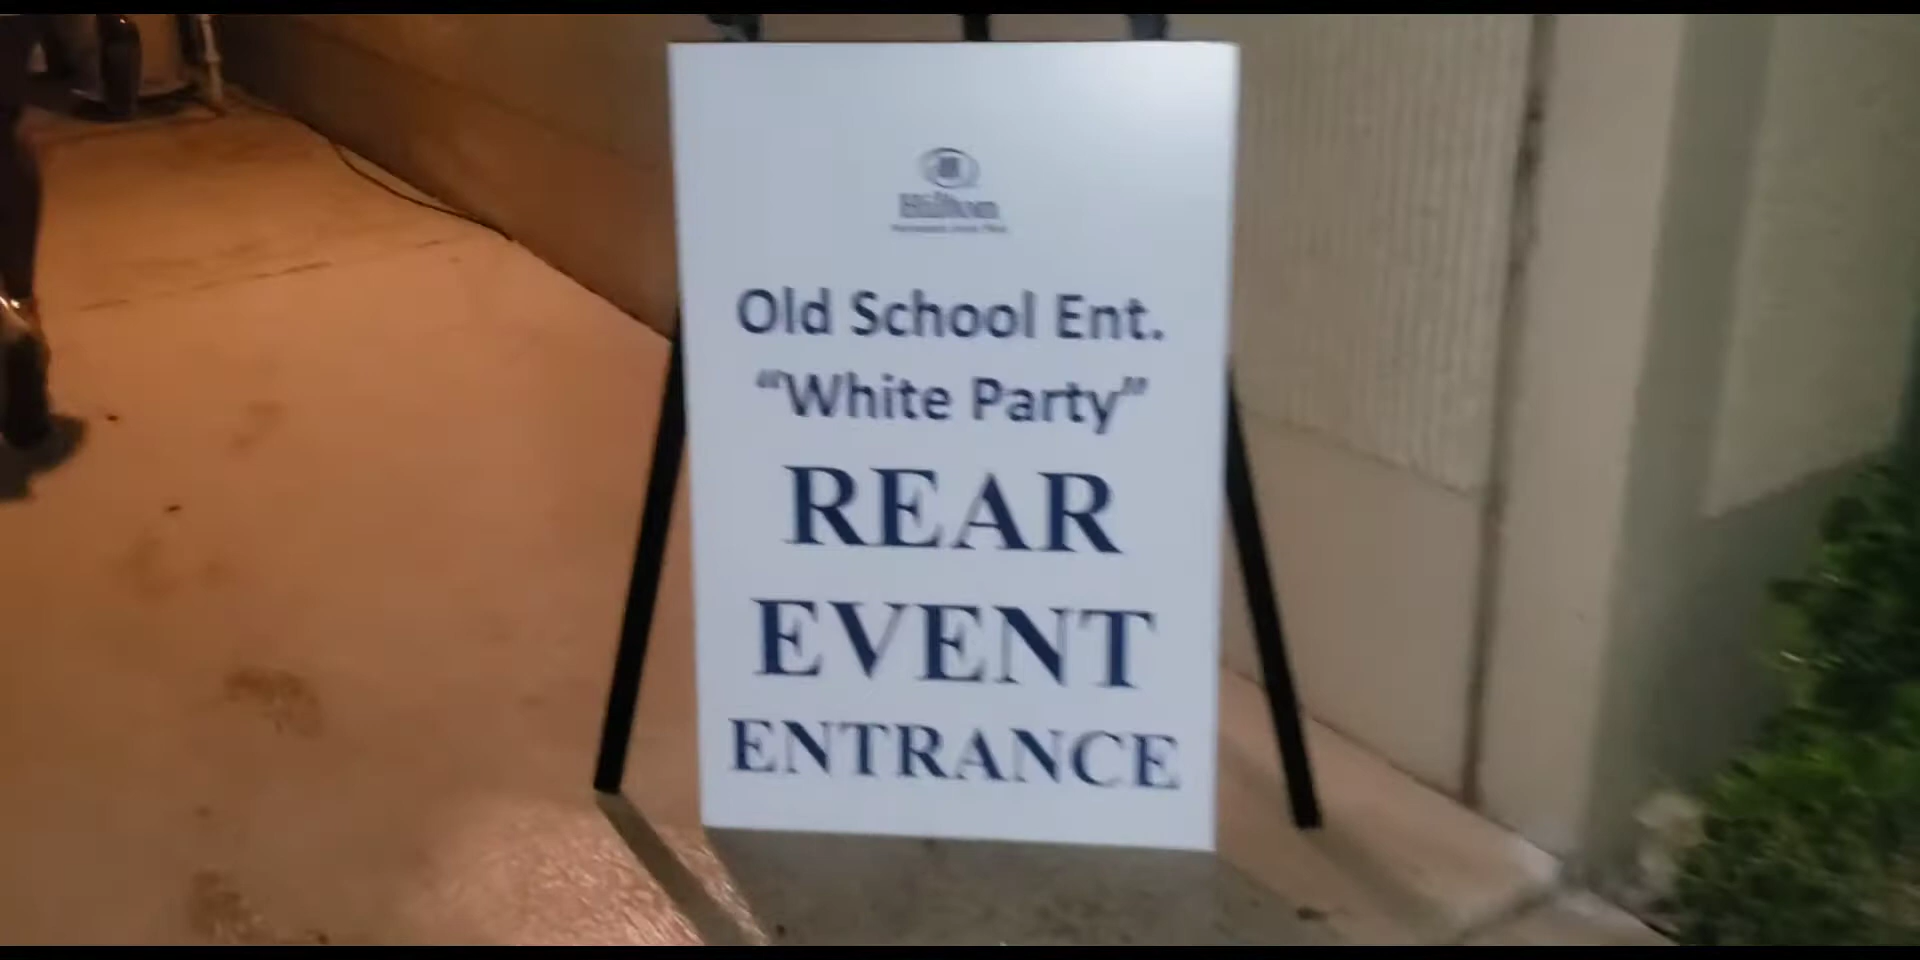 Hilton
Old School Ent.
“White Party”
REAR
EVENT
ENTRANCE